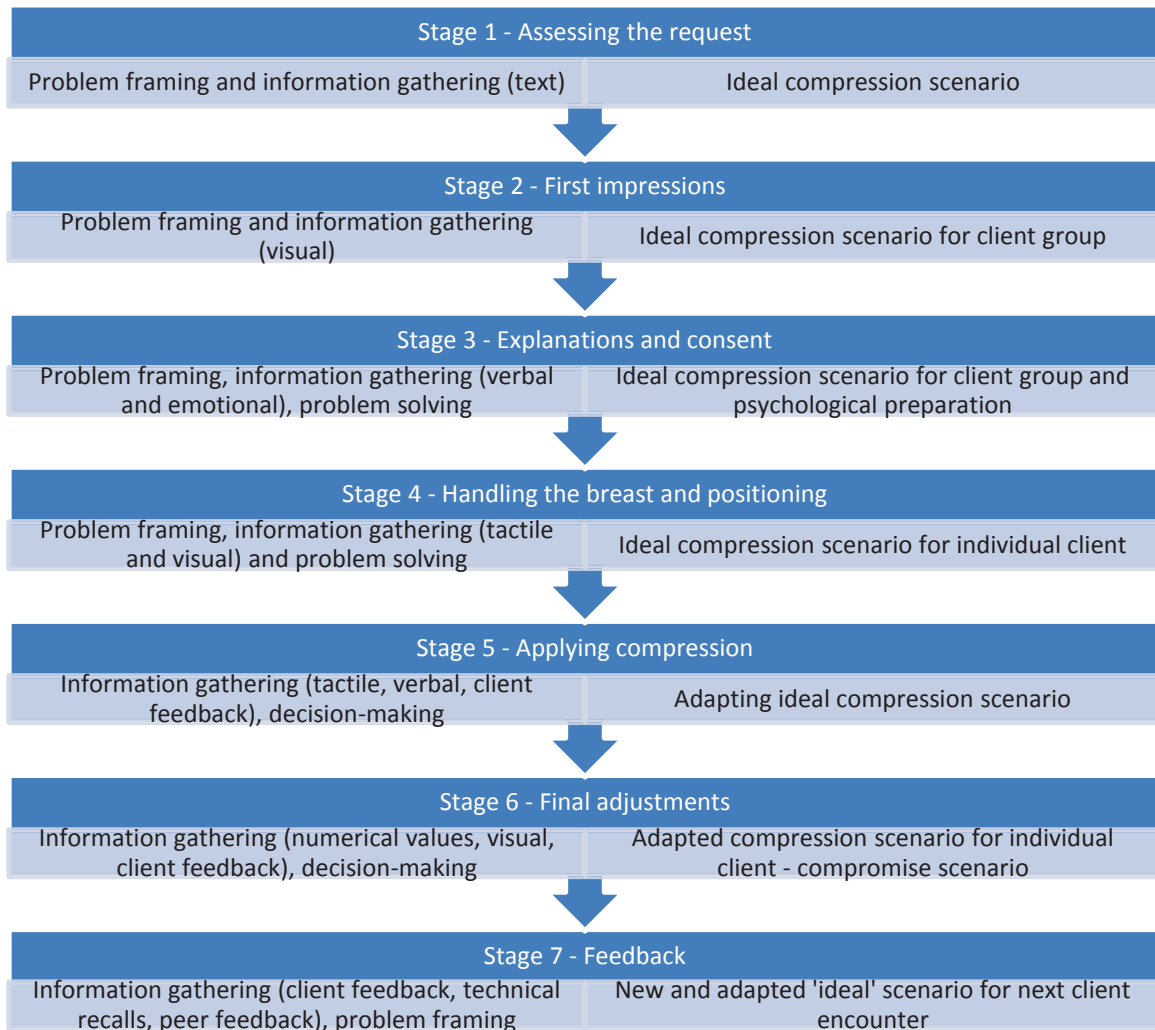 Stage 1 - Assessing the request
Problem framing and information gathering (text)
Ideal compression scenario
Stage 2 - First impressions
Problem framing and information gathering
(visual)
Ideal compression scenario for client group
Stage 3 - Explanations and consent
Problem framing, information gathering (verbal
and emotional), problem solving
Ideal compression scenario for client group and
psychological preparation
Stage 4 - Handling the breast and positioning
Problem framing, information gathering (tactile
and visual) and problem solving
Ideal compression scenario for individual client
Stage 5 - Applying compression
Information gathering (tactile, verbal, client
feedback), decision-making
Adapting ideal compression scenario
Stage 6 - Final adjustments
Information gathering (numerical values, visual,
client feedback), decision-making
Adapted compression scenario for individual
client - compromise scenario
Stage 7 - Feedback
Information gathering (client feedback, technical
recalls, peer feedback), problem framing
New and adapted 'ideal' scenario for next client
encounter